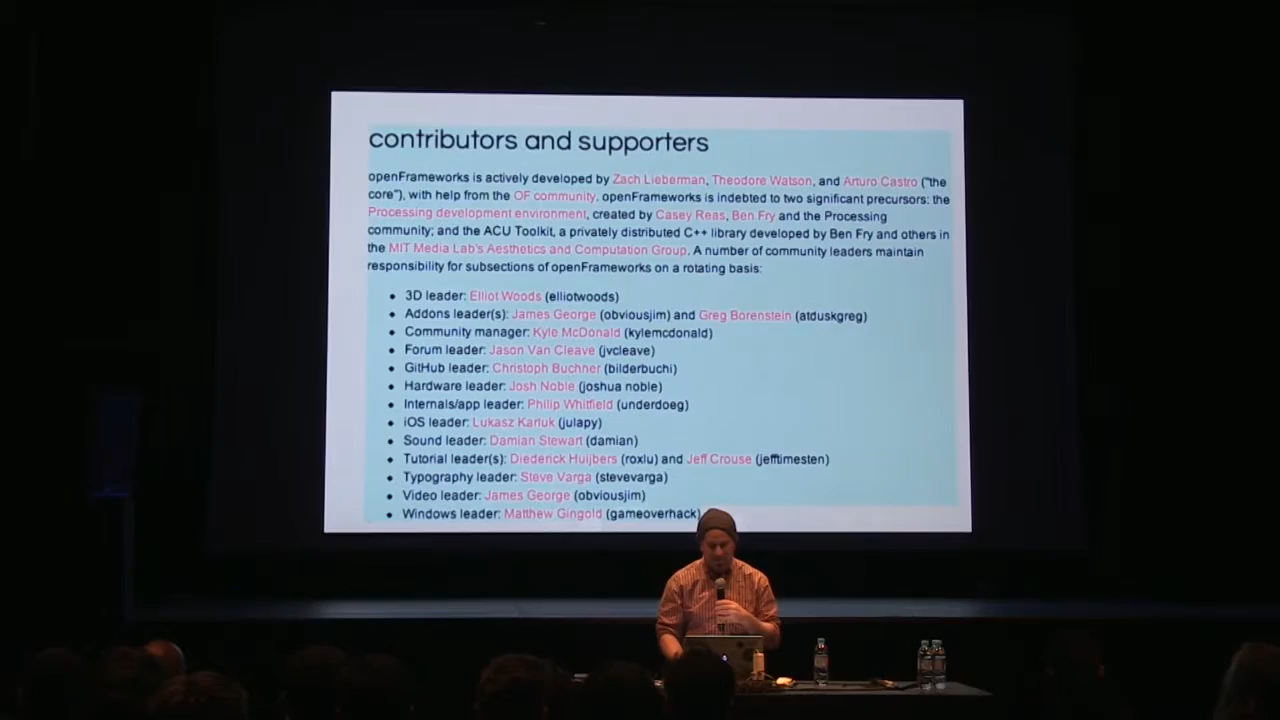 contributors and supporters
openFrameworks is actively developed by Zach Lieberman, Theodore Watson, and Arturo Castro ("the
core"), with help from the OF community. openFrameworks is indebted to two significant precursors: the
Processing development environment, created by Casey Reas, Ben Fry and the Processing
community; and the ACU Toolkit, a privately distributed C++ library developed by Ben Fry and others in
the MIT Media Lab's Aesthetics and Computation Group. A number of community leaders maintain
responsibility for subsections of openFrameworks on a rotating basis:
• 3D leader: Elliot Woods (elliotwoods)
• Addons leader(s): James George (obviousjim) and Greg Borenstein (atduskgreg)
• Community manager: Kyle McDonald (kylemcdonald)
• Forum leader: Jason Van Cleave (jvcleave)
• GitHub leader: Christoph Buchner (bilderbuchi)
• Hardware leader: Josh Noble (joshua noble)
• Internals/app leader: Philip Whitfield (underdoeg)
• iOS leader: Lukasz Karluk (julapy)
• Sound leader: Damian Stewart (damian)
• Tutorial leader(s): Diederick Huijbers (roxlu) and Jeff Crouse (jefftimesten)
• Typography leader: Steve Varga (stevevarga)
• Video leader: James George (obviousjim)
• Windows leader: Matthew Gingold (gameoverhack)